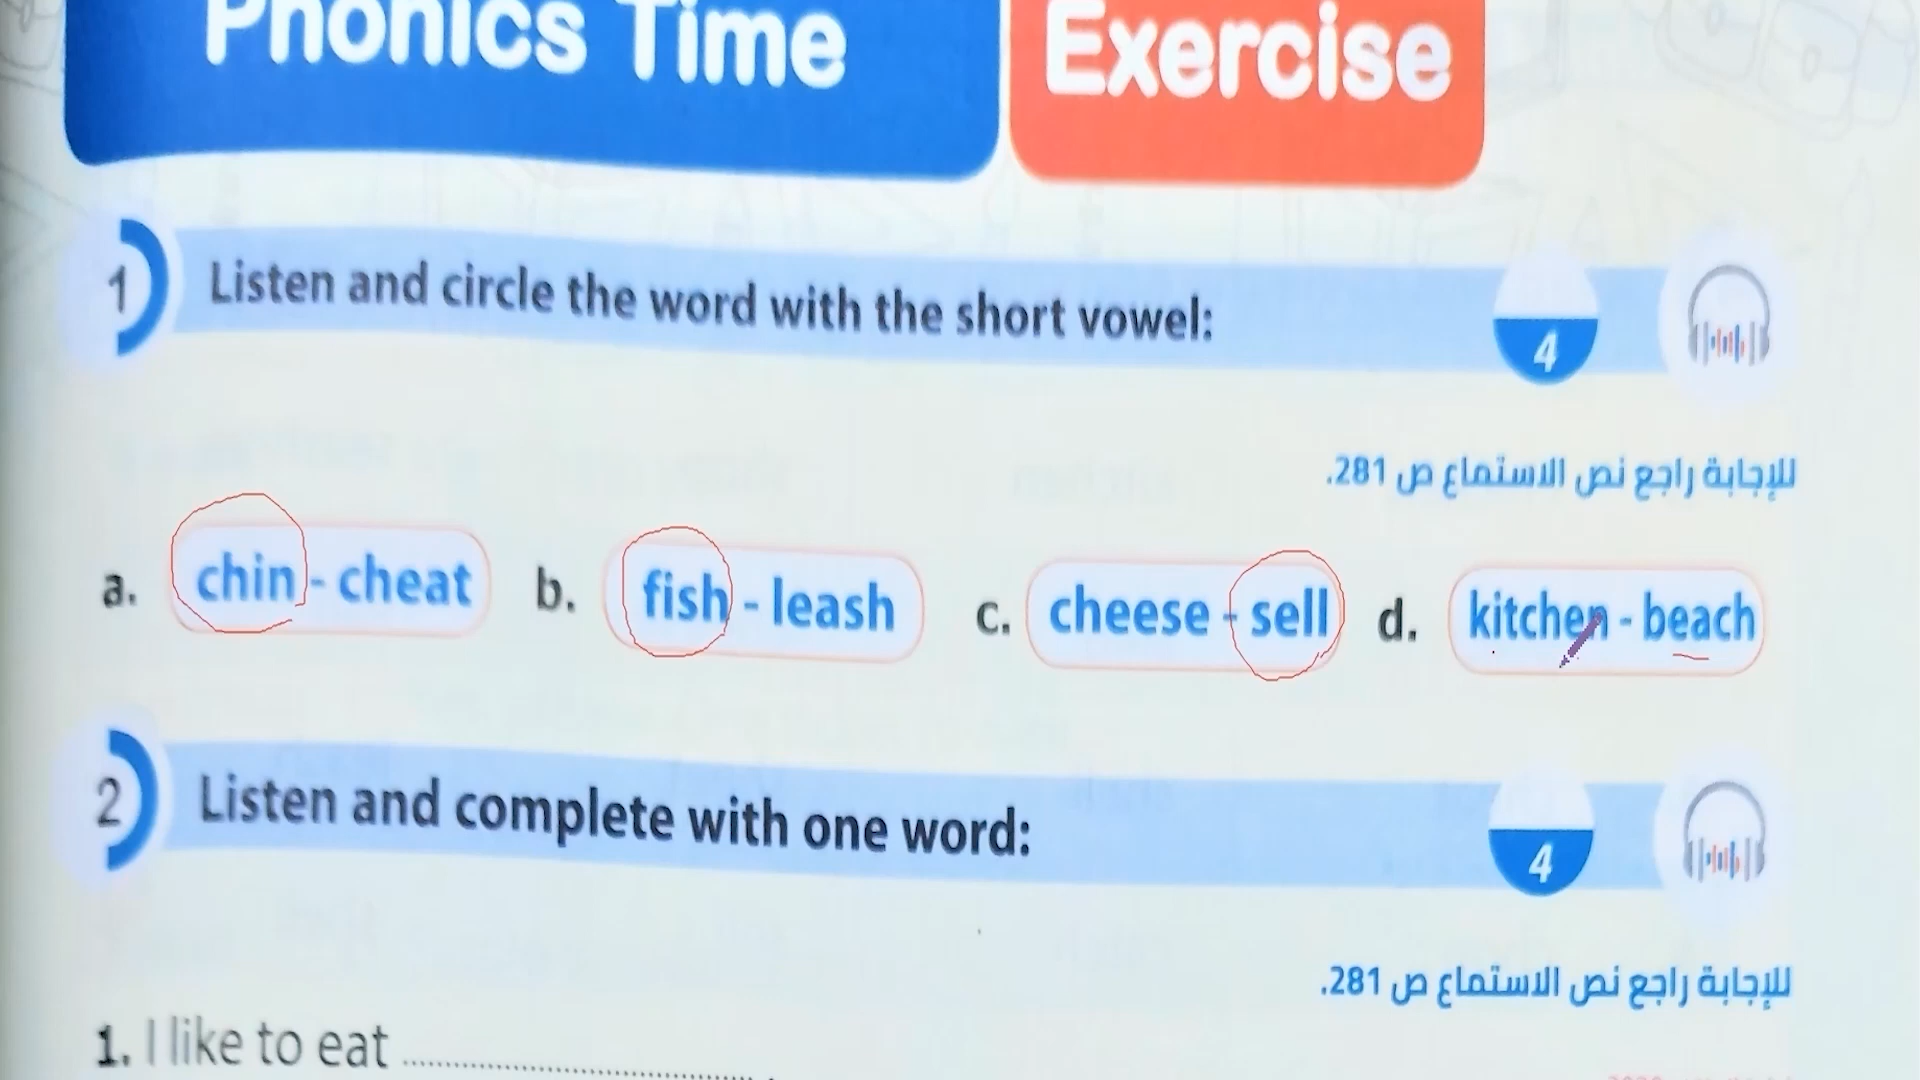 Phonics Time Exercise
1 Listen and circle the word with the short vowel: 4
للإجابة راجع نص الاستماع ص 281.
a. chin - cheat b. fish - leash c. cheese - sell d. kitchen - beach
2 Listen and complete with one word: 4
للإجابة راجع نص الاستماع ص 281.
1. I like to eat ........................................